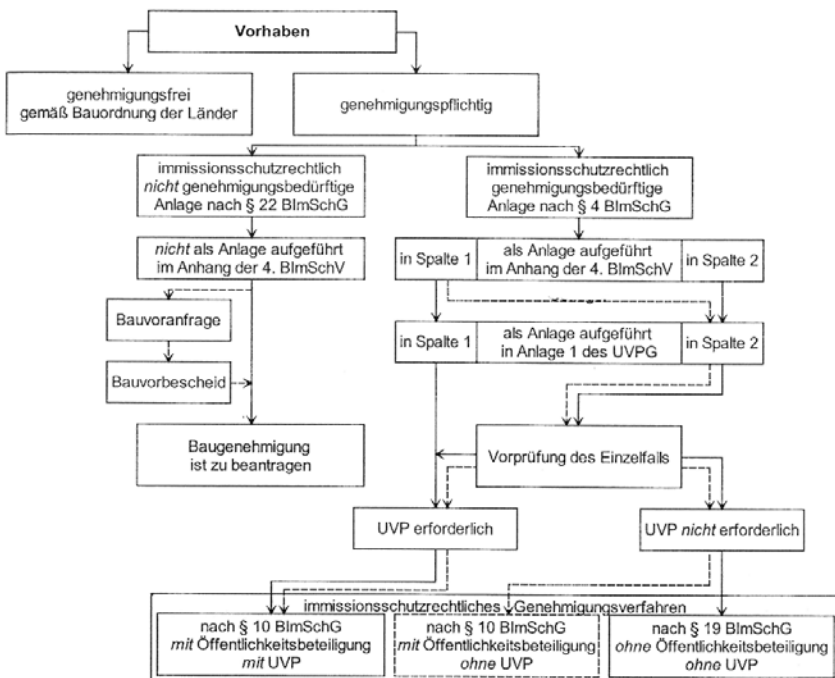 Vorhaben
genehmigungsfrei
gemäß Bauordnung der Länder
genehmigungspflichtig
immissionsschutzrechtlich
nicht genehmigungsbedürftige
Anlage nach § 22 BImSchG
immissionsschutzrechtlich
genehmigungsbedürftige
Anlage nach § 4 BImSchG
nicht als Anlage aufgeführt
im Anhang der 4. BImSchV
in Spalte 1
als Anlage aufgeführt
im Anhang der 4. BImSchV
in Spalte 2
Bauvoranfrage
in Spalte 1
als Anlage aufgeführt
in Anlage 1 des UVPG
in Spalte 2
Bauvorbescheid
Baugenehmigung
ist zu beantragen
Vorprüfung des Einzelfalls
UVP erforderlich
UVP nicht erforderlich
immissionsschutzrechtliches Genehmigungsverfahren
nach § 10 BImSchG
mit Öffentlichkeitsbeteiligung
mit UVP
nach § 10 BImSchG
mit Öffentlichkeitsbeteiligung
ohne UVP
nach § 19 BImSchG
ohne Öffentlichkeitsbeteiligung
ohne UVP